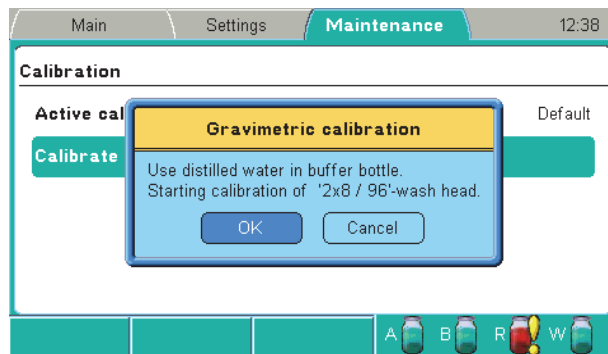 Main Settings Maintenance 12:38
Calibration
Active cal Default
Gravimetric calibration
Calibrate
Use distilled water in buffer bottle.
Starting calibration of '2x8 / 96'-wash head.
OK Cancel
A B R W